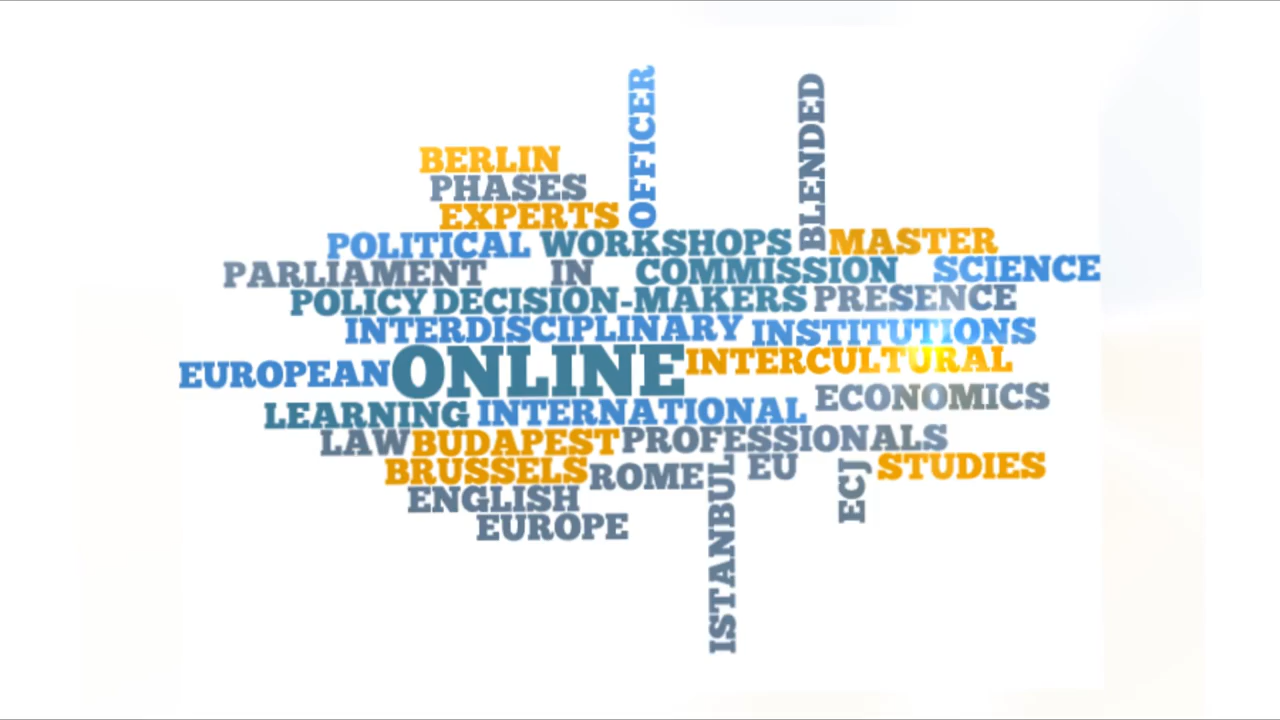 OFFICER
BLENDED
BERLIN
PHASES
EXPERTS
POLITICAL WORKSHOPS MASTER
PARLIAMENT IN COMMISSION SCIENCE
POLICY DECISION-MAKERS PRESENCE
INTERDISCIPLINARY INSTITUTIONS
EUROPEAN ONLINE INTERCULTURAL
LEARNING INTERNATIONAL ECONOMICS
LAW BUDAPEST PROFESSIONALS
BRUSSELS ROME EU STUDIES
ENGLISH
EUROPE
ISTANBUL
ECJ